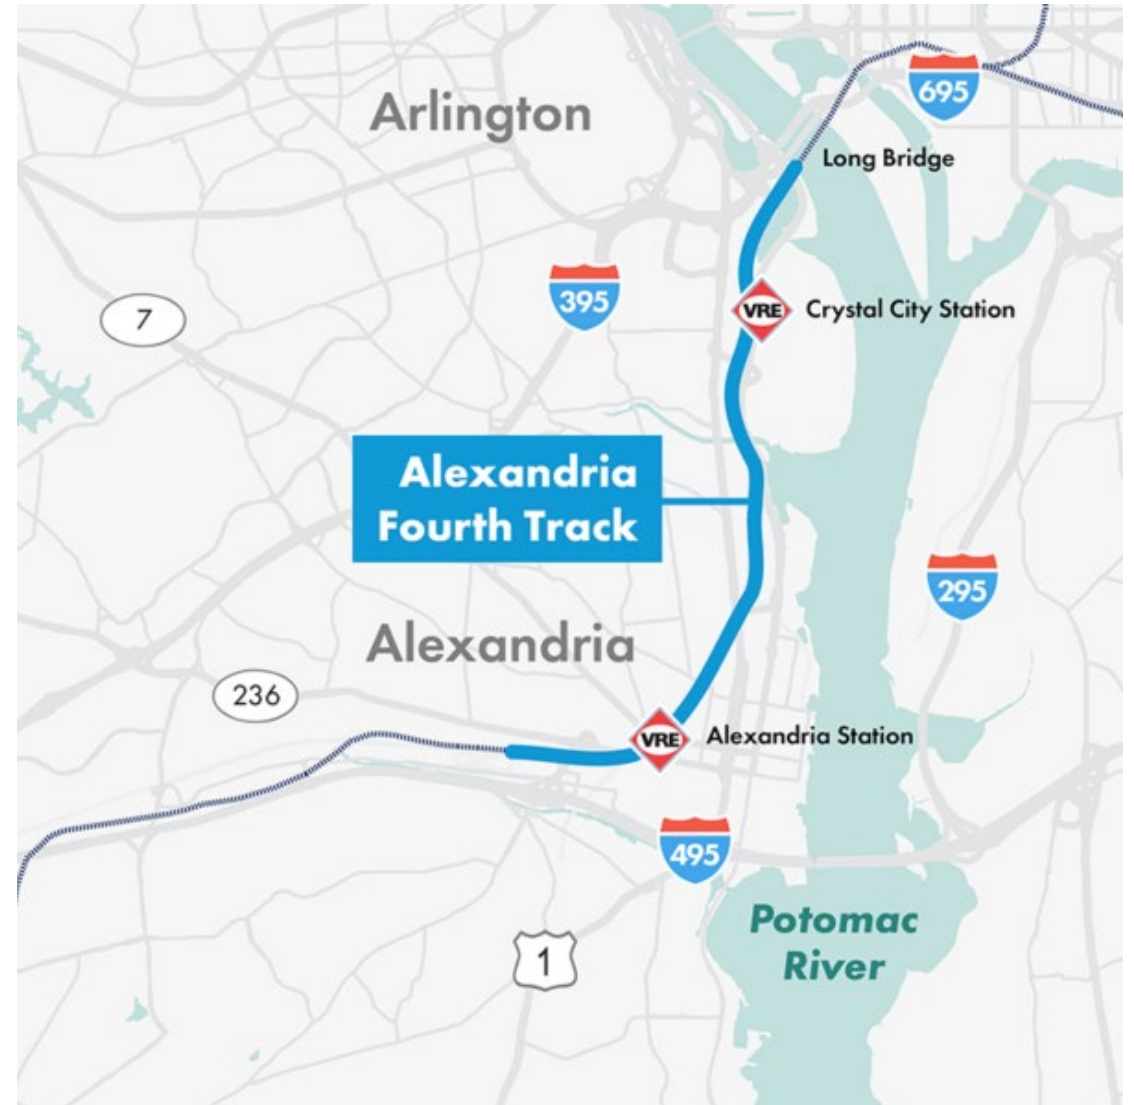 695
Arlington
Long Bridge
395
VRE
Crystal City Station
7
Alexandria
Fourth Track
295
Alexandria
236
VRE
Alexandria Station
495
Potomac
River
1